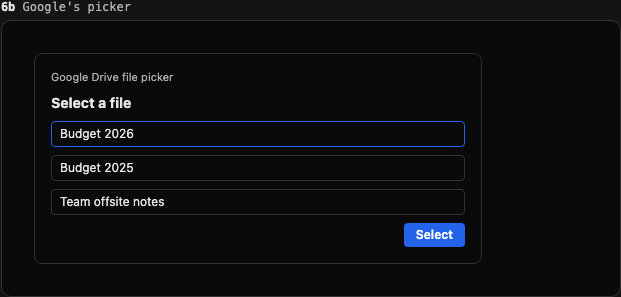 6b Google's picker
Google Drive file picker
Select a file
Budget 2026
Budget 2025
Team offsite notes
Select